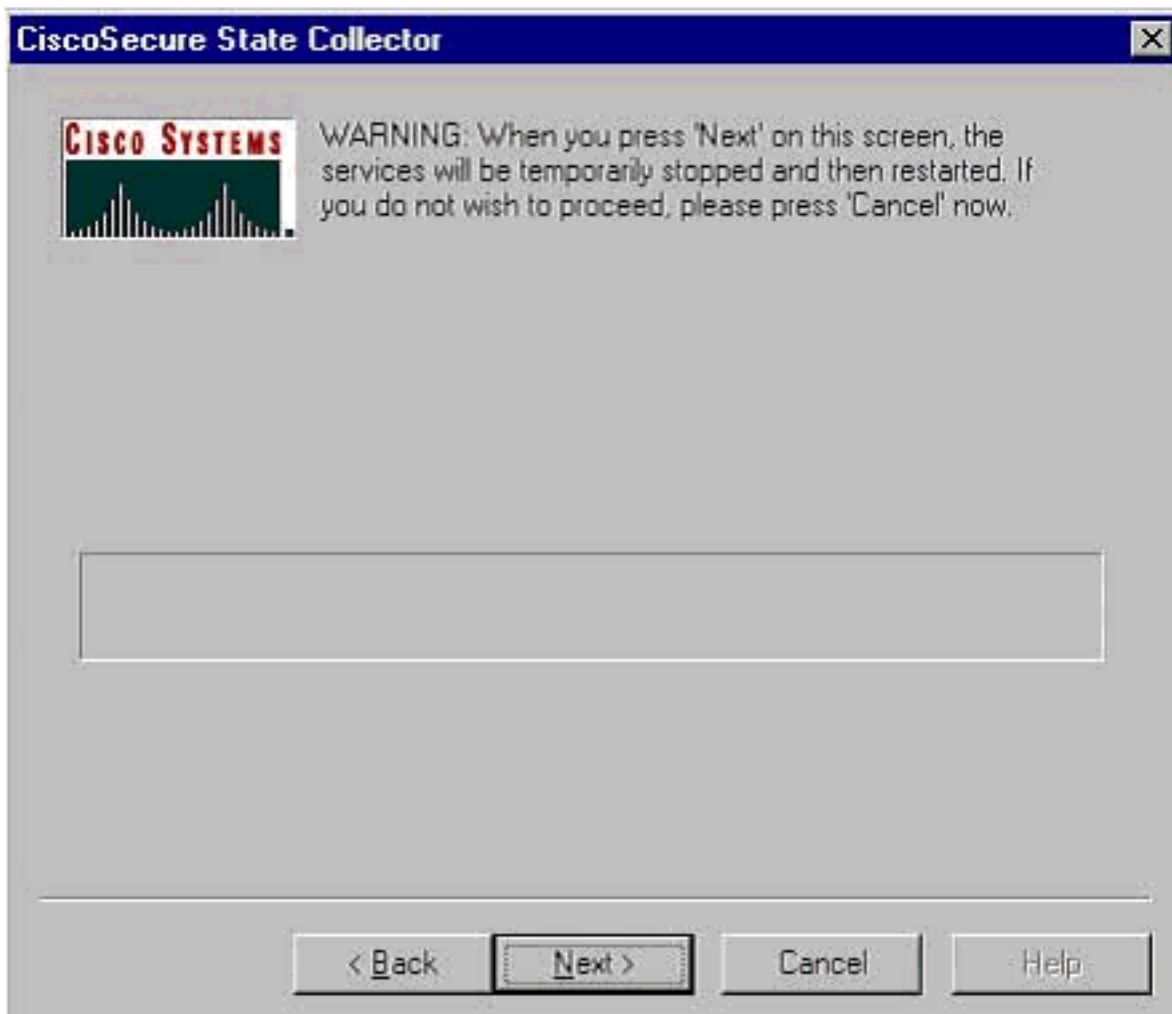 CiscoSecure State Collector
CISCO SYSTEMS
WARNING: When you press 'Next' on this screen, the
services will be temporarily stopped and then restarted. If
you do not wish to proceed, please press 'Cancel' now.
< Back
Next >
Cancel
Help